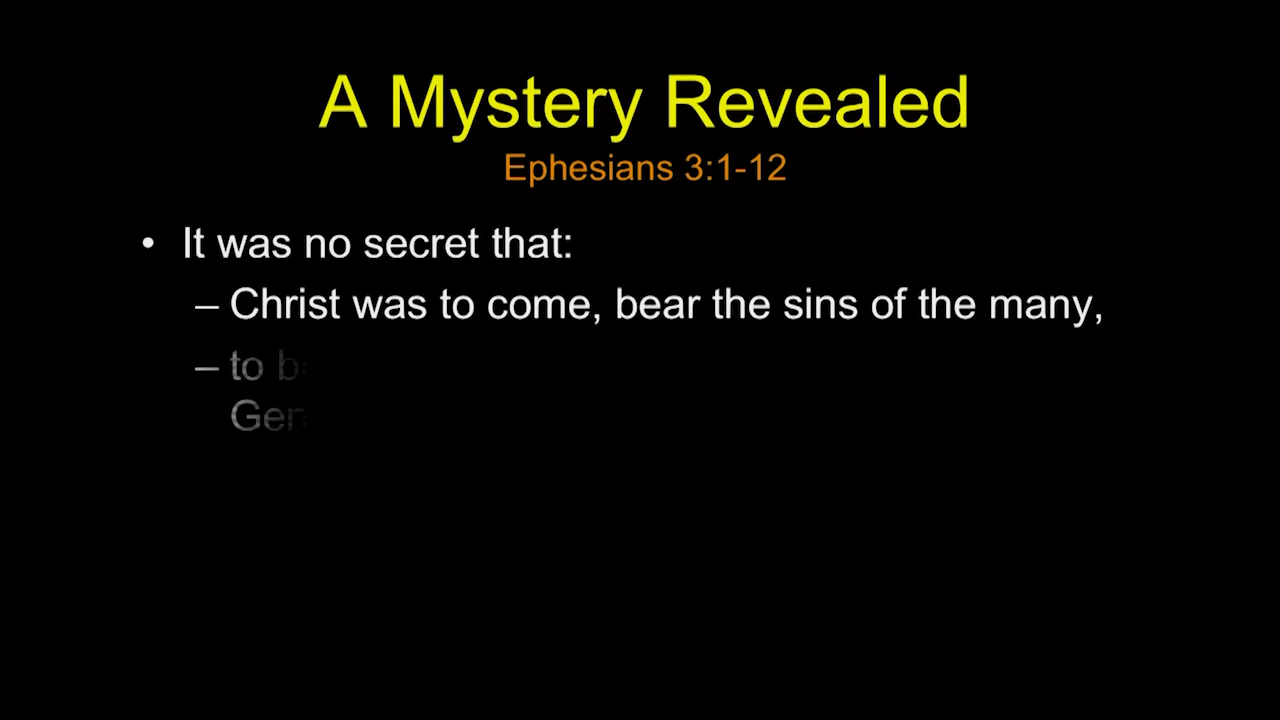 A Mystery Revealed
Ephesians 3:1-12
• It was no secret that:
– Christ was to come, bear the sins of the many,
– to